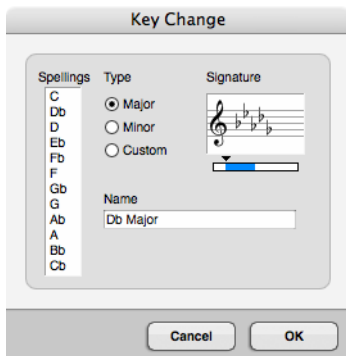 Key Change
Spellings
C
Db
D
Eb
Fb
F
Gb
G
Ab
A
Bb
Cb
Type
Major
Minor
Custom
Signature
Name
Db Major
Cancel
OK